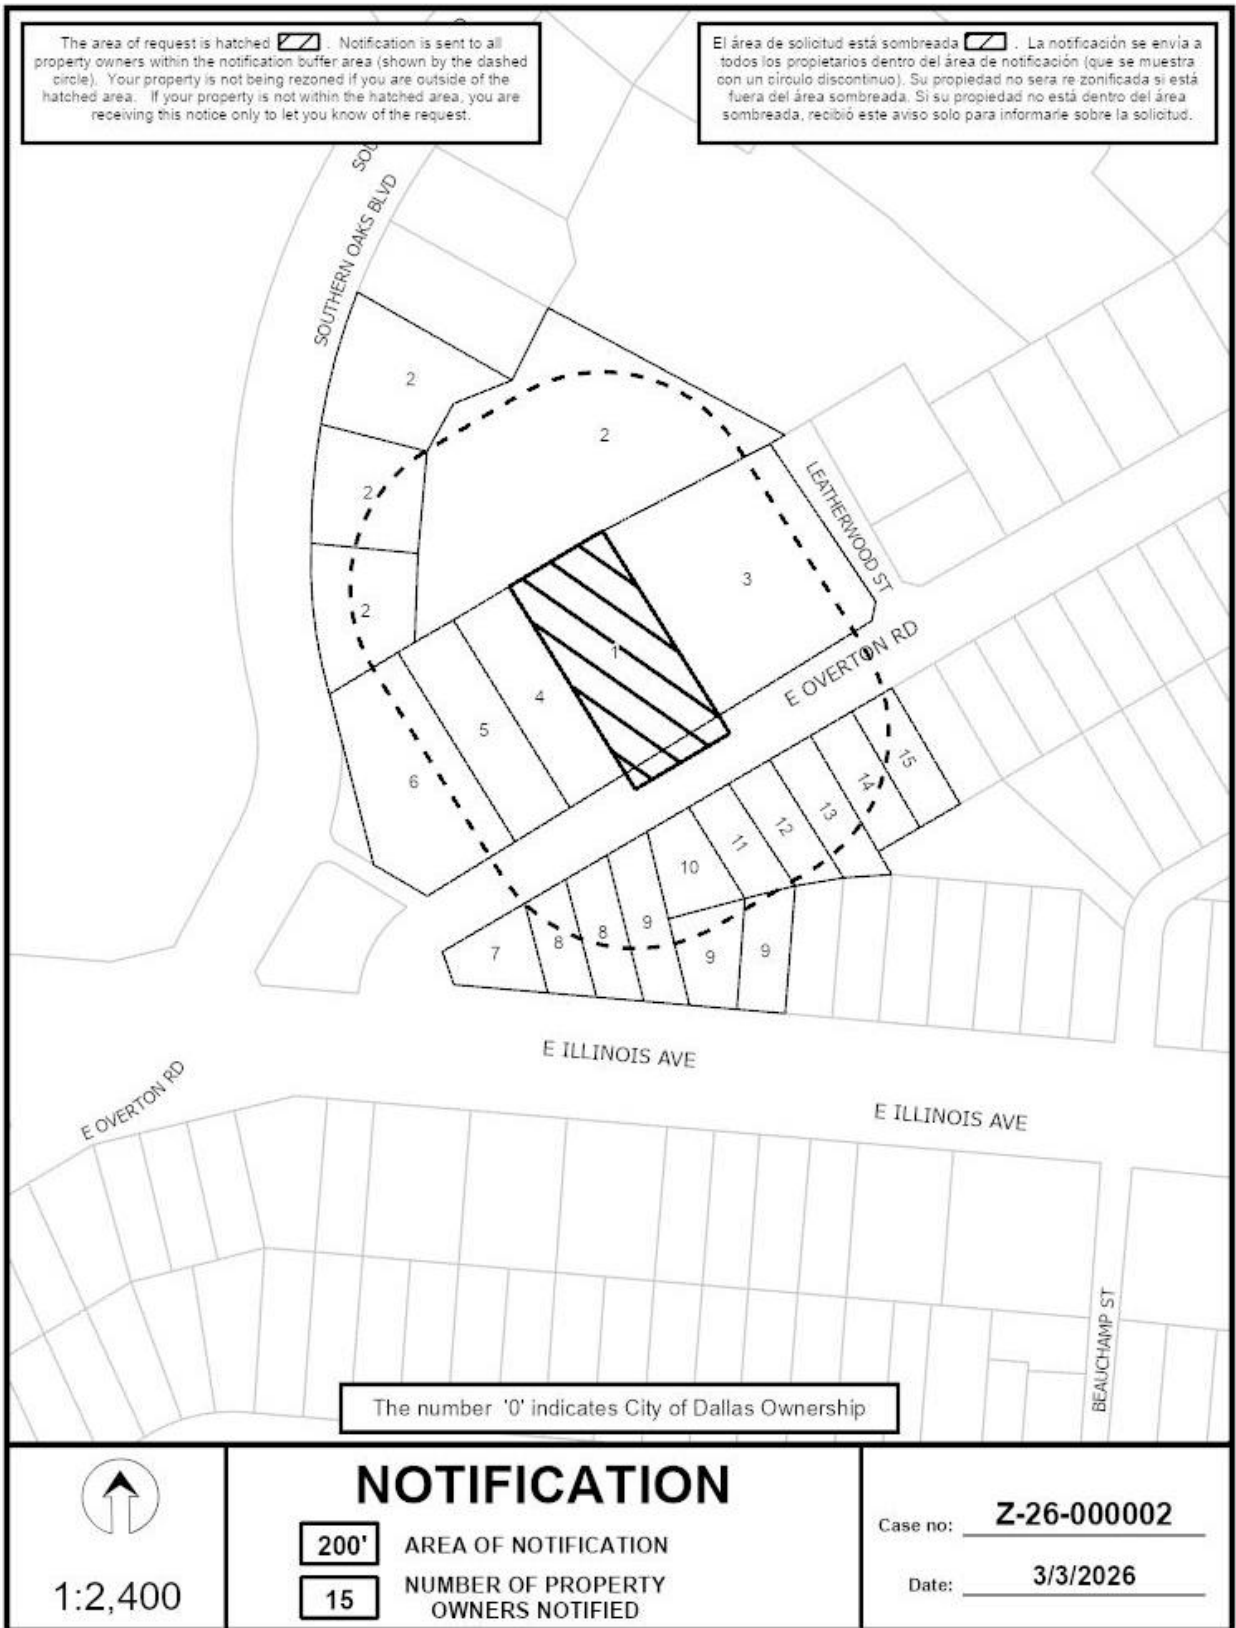 The area of request is hatched . Notification is sent to all
property owners within the notification buffer area (shown by the dashed
circle). Your property is not being rezoned if you are outside of the
hatched area. If your property is not within the hatched area, you are
receiving this notice only to let you know of the request.
El área de solicitud está sombreada . La notificación se envía a
todos los propietarios dentro del área de notificación (que se muestra
con un círculo discontinuo). Su propiedad no sera re zonificada si está
fuera del área sombreada. Si su propiedad no está dentro del área
sombreada, recibió este aviso solo para informarle sobre la solicitud.
SOU
SOUTHERN OAKS BLVD
2
2
2
2
LEATHERWOOD ST
3
1
E OVERTON RD
4
5
6
15
14
13
12
11
10
9
8
8
7
9
9
E ILLINOIS AVE
E OVERTON RD
E ILLINOIS AVE
BEAUCHAMP ST
The number '0' indicates City of Dallas Ownership
1:2,400
NOTIFICATION
200' AREA OF NOTIFICATION
15 NUMBER OF PROPERTY
OWNERS NOTIFIED
Case no: Z-26-000002
Date: 3/3/2026